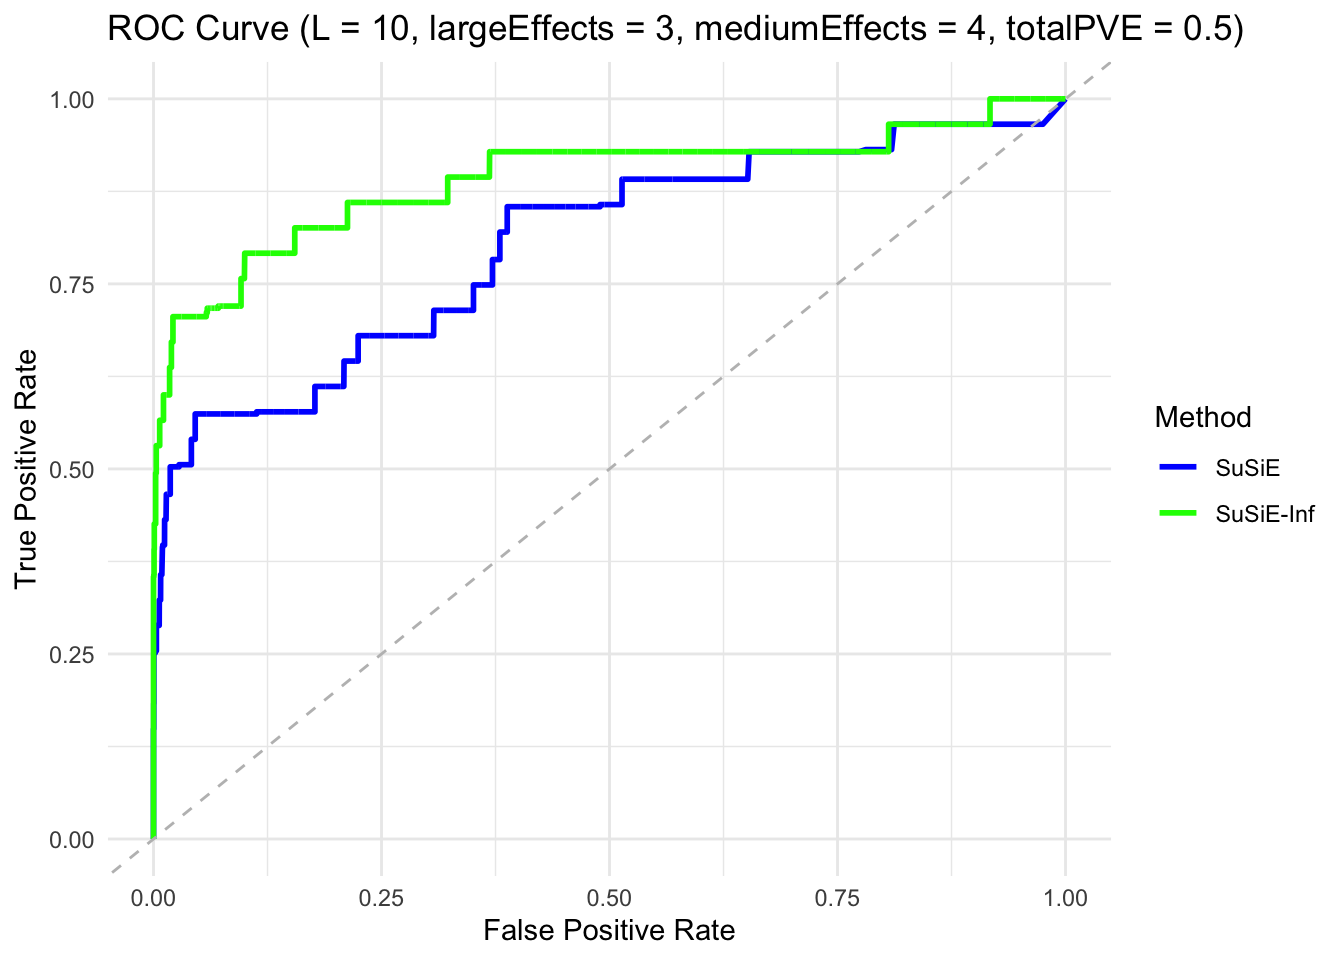 ROC Curve (L = 10, largeEffects = 3, mediumEffects = 4, totalPVE = 0.5)
1.00
0.75
0.50
0.25
0.00
True Positive Rate
0.00 0.25 0.50 0.75 1.00
False Positive Rate
Method
SuSiE
SuSiE-Inf